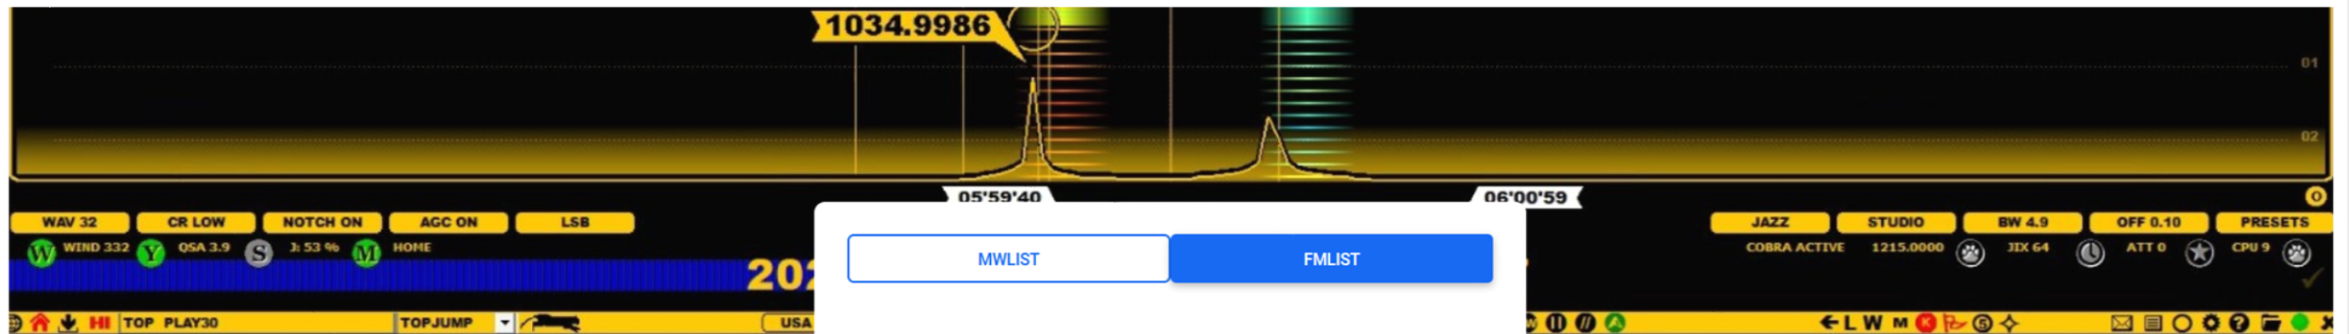 1034.9986
01
02
05'59'40 06'00'59 O
WAV 32 CR LOW NOTCH ON AGC ON LSB JAZZ STUDIO BW 4.9 OFF 0.10 PRESETS
W WIND 332 Y QSA 3.9 S J: 53 % M HOME COBRA ACTIVE 1215.0000 JIX 64 ATT 0 CPU 9
MWLIST FMLIST
202
HI TOP PLAY30 TOPJUMP USA L W M K G ?